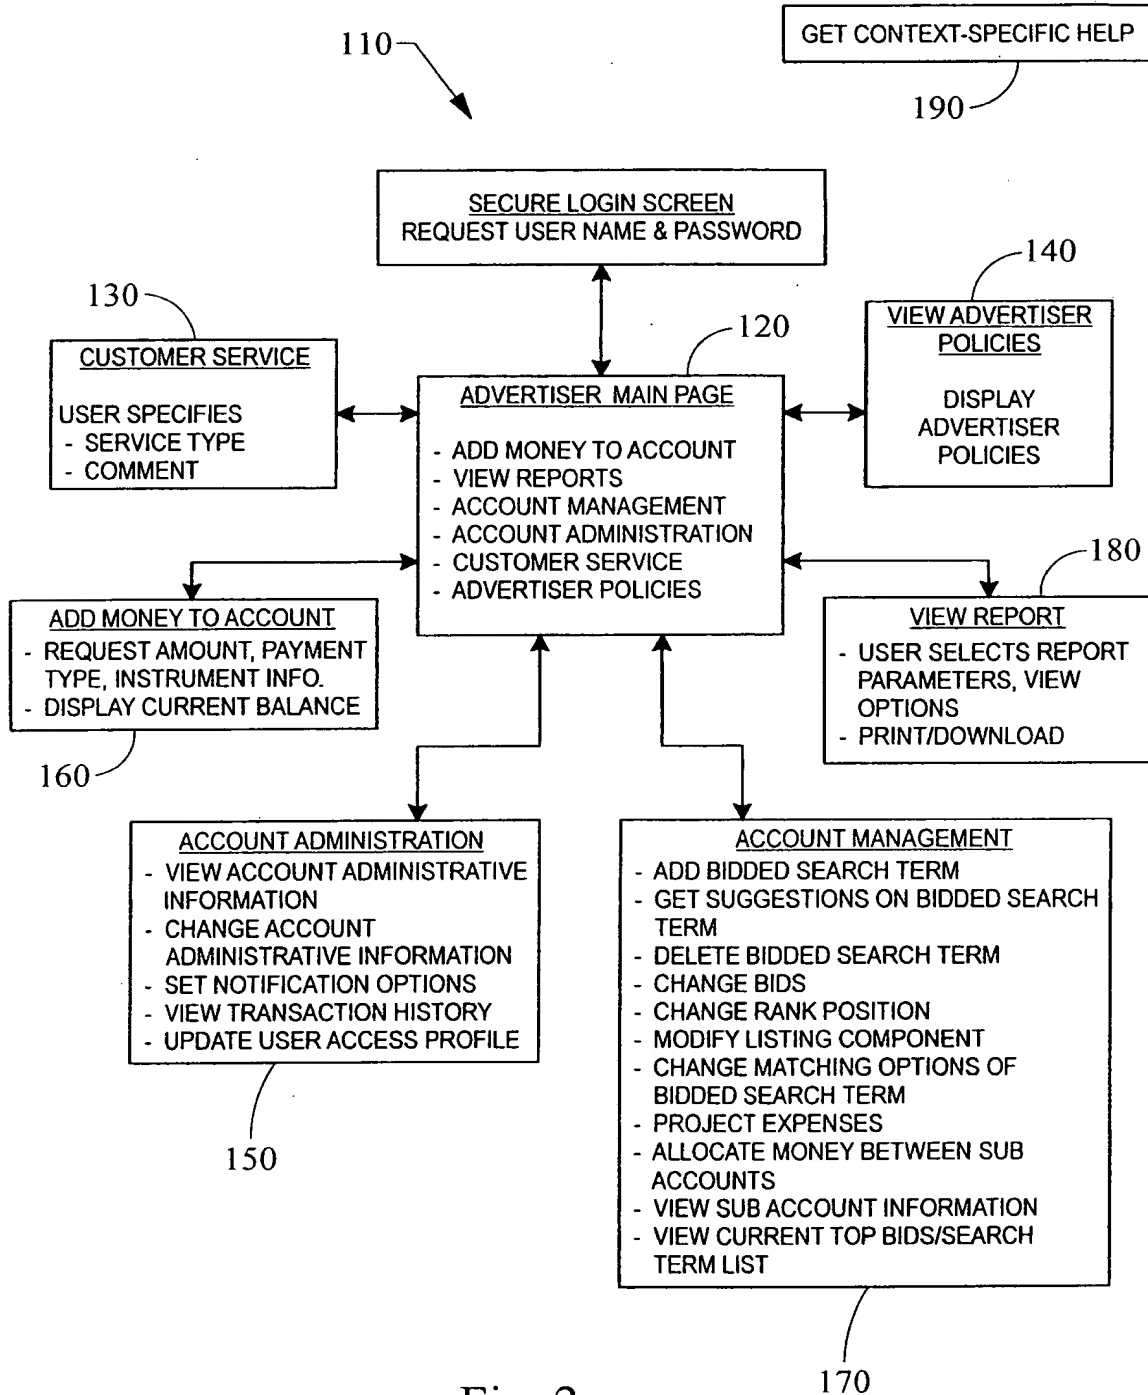 110
GET CONTEXT-SPECIFIC HELP
190
SECURE LOGIN SCREEN
REQUEST USER NAME & PASSWORD
130
CUSTOMER SERVICE
USER SPECIFIES
- SERVICE TYPE
- COMMENT
120
ADVERTISER MAIN PAGE
- ADD MONEY TO ACCOUNT
- VIEW REPORTS
- ACCOUNT MANAGEMENT
- ACCOUNT ADMINISTRATION
- CUSTOMER SERVICE
- ADVERTISER POLICIES
140
VIEW ADVERTISER
POLICIES
DISPLAY
ADVERTISER
POLICIES
ADD MONEY TO ACCOUNT
- REQUEST AMOUNT, PAYMENT
TYPE, INSTRUMENT INFO.
- DISPLAY CURRENT BALANCE
160
180
VIEW REPORT
- USER SELECTS REPORT
PARAMETERS, VIEW
OPTIONS
- PRINT/DOWNLOAD
ACCOUNT ADMINISTRATION
- VIEW ACCOUNT ADMINISTRATIVE
INFORMATION
- CHANGE ACCOUNT
ADMINISTRATIVE INFORMATION
- SET NOTIFICATION OPTIONS
- VIEW TRANSACTION HISTORY
- UPDATE USER ACCESS PROFILE
150
ACCOUNT MANAGEMENT
- ADD BIDDED SEARCH TERM
- GET SUGGESTIONS ON BIDDED SEARCH
TERM
- DELETE BIDDED SEARCH TERM
- CHANGE BIDS
- CHANGE RANK POSITION
- MODIFY LISTING COMPONENT
- CHANGE MATCHING OPTIONS OF
BIDDED SEARCH TERM
- PROJECT EXPENSES
- ALLOCATE MONEY BETWEEN SUB
ACCOUNTS
- VIEW SUB ACCOUNT INFORMATION
- VIEW CURRENT TOP BIDS/SEARCH
TERM LIST
170
Fig. 2